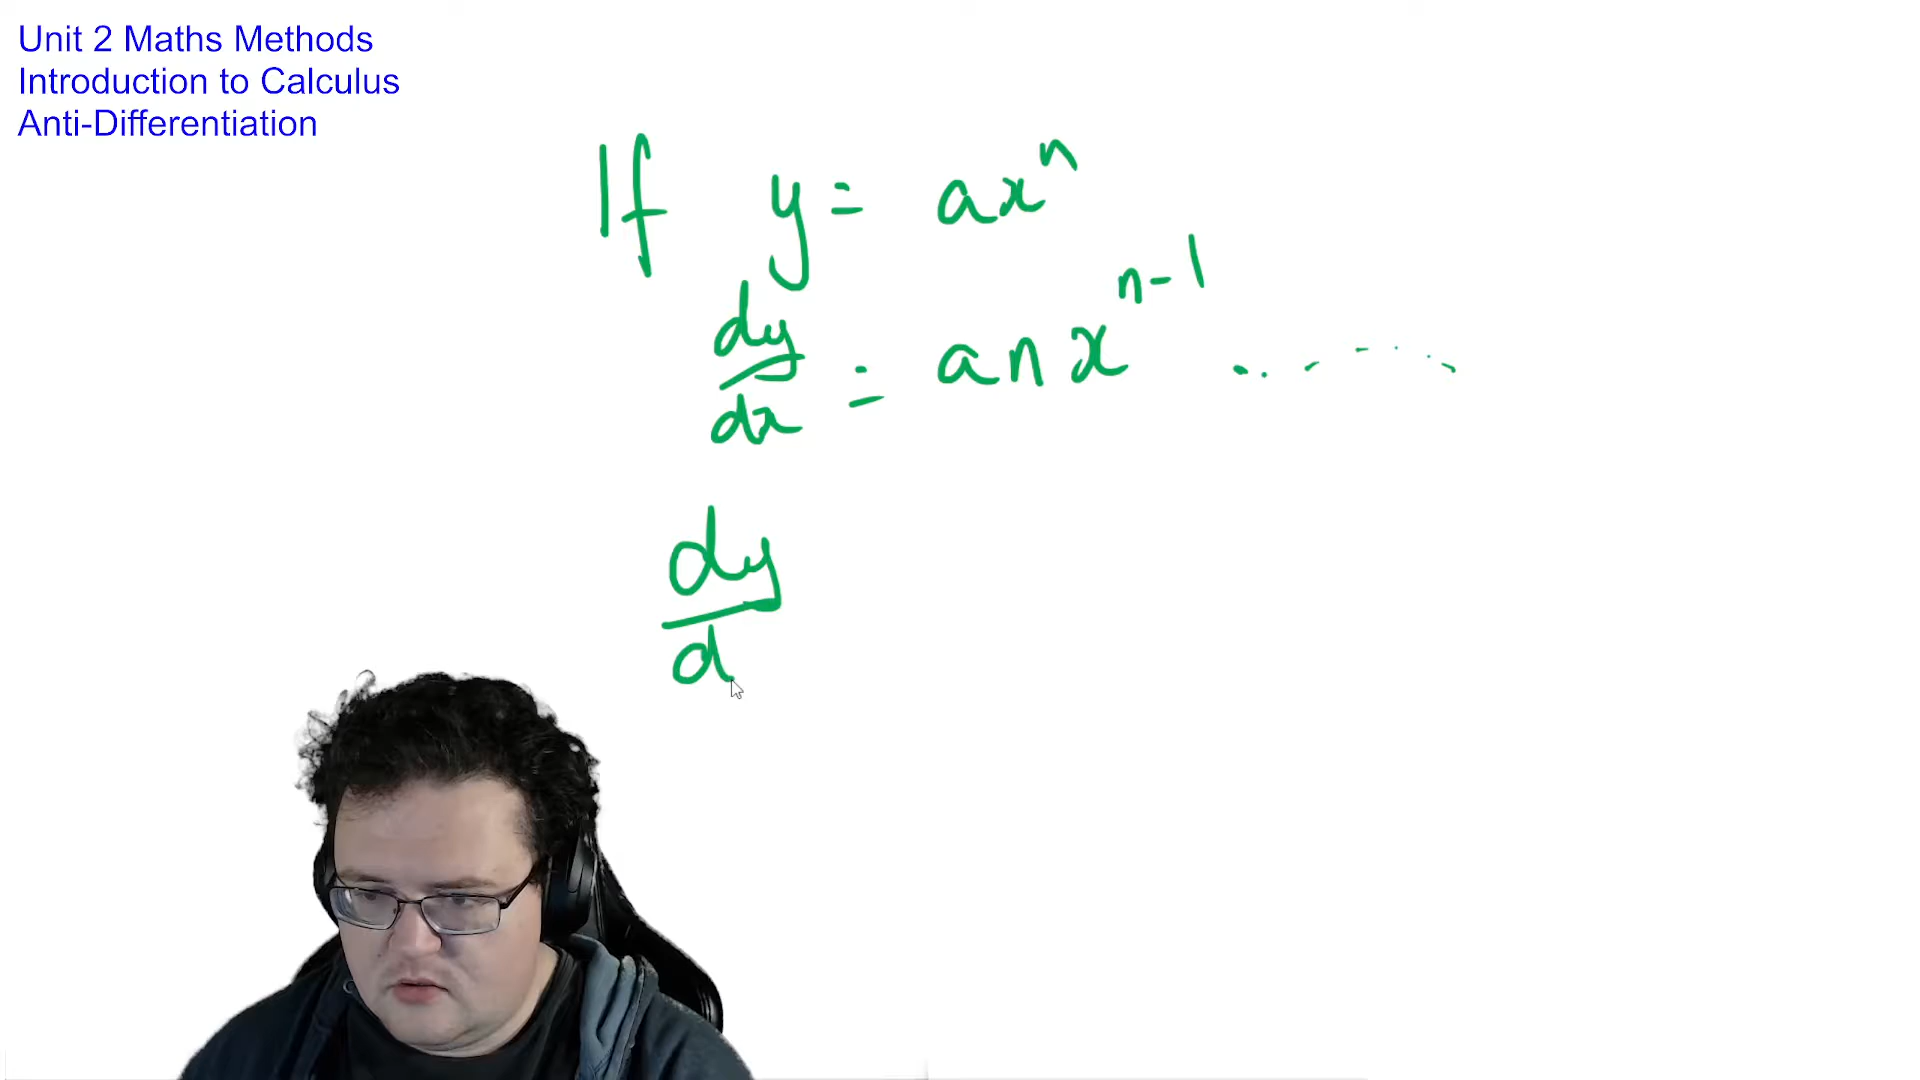 Unit 2 Maths Methods
Introduction to Calculus
Anti-Differentiation
If y = ax^n
dy/dx = anx^(n-1) .......
dy/d